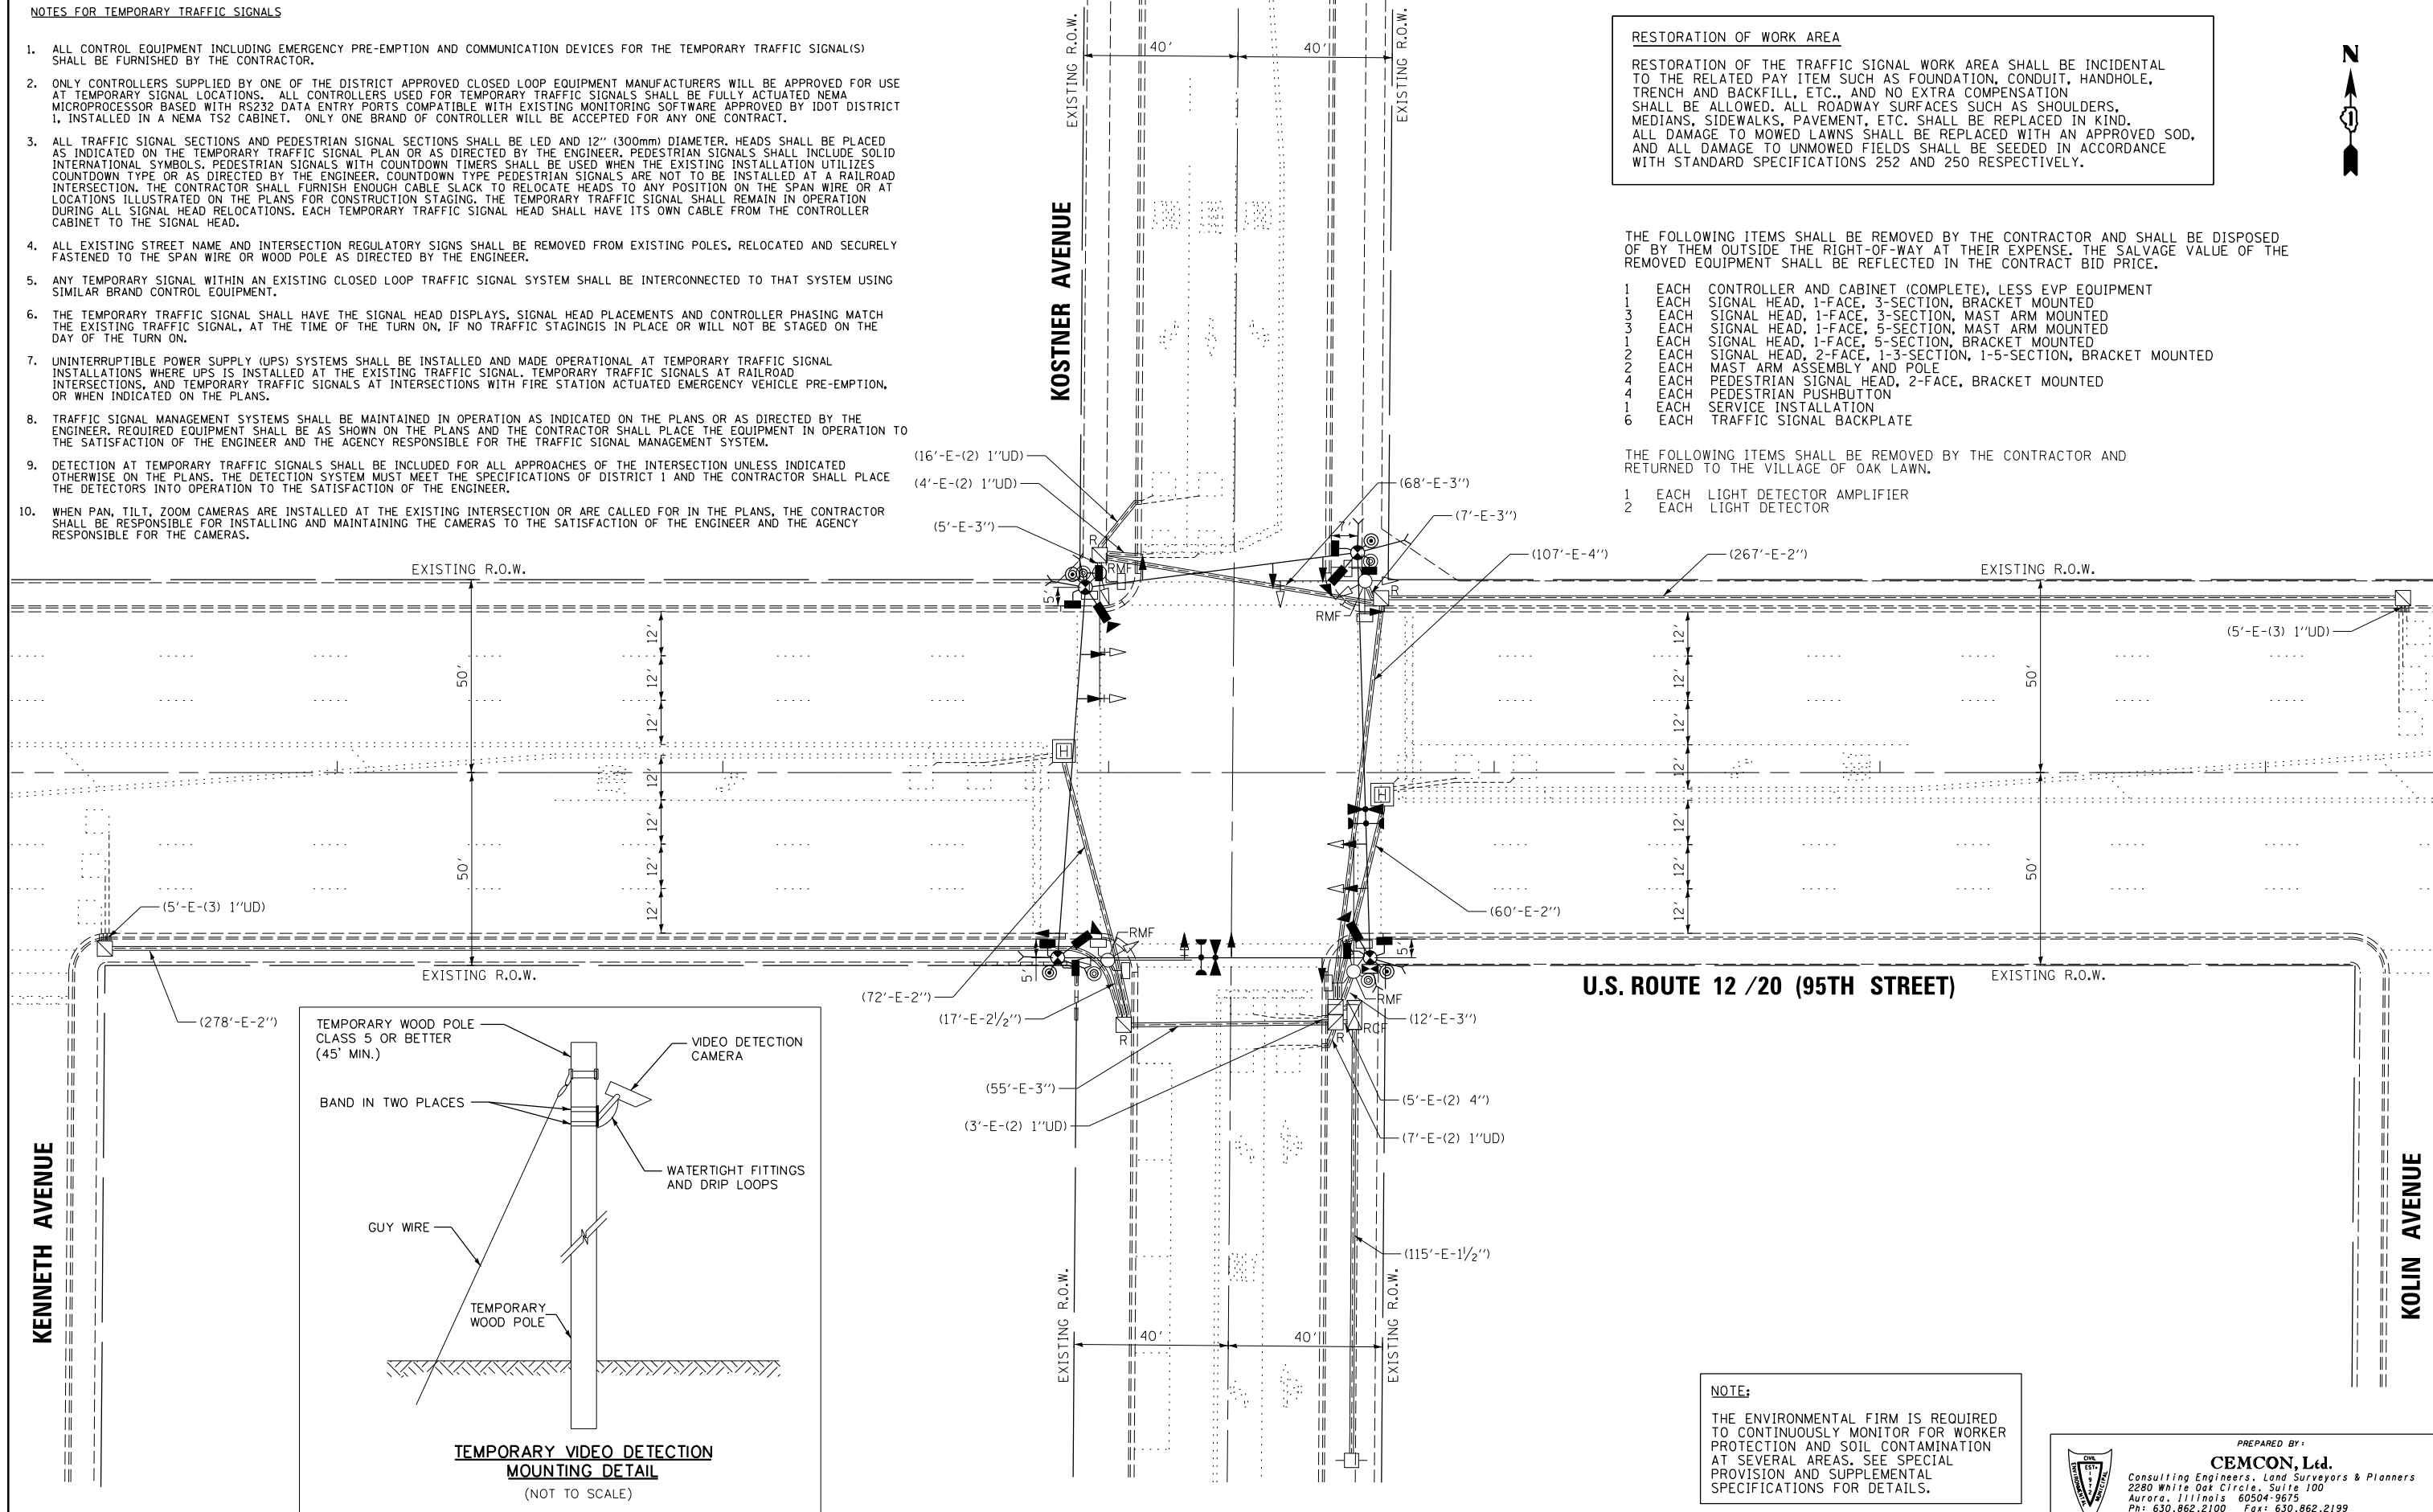 NOTES FOR TEMPORARY TRAFFIC SIGNALS
1. ALL CONTROL EQUIPMENT INCLUDING EMERGENCY PRE-EMPTION AND COMMUNICATION DEVICES FOR THE TEMPORARY TRAFFIC SIGNAL(S)
SHALL BE FURNISHED BY THE CONTRACTOR.
2. ONLY CONTROLLERS SUPPLIED BY ONE OF THE DISTRICT APPROVED CLOSED LOOP EQUIPMENT MANUFACTURERS WILL BE APPROVED FOR USE
AT TEMPORARY SIGNAL LOCATIONS. ALL CONTROLLERS USED FOR TEMPORARY TRAFFIC SIGNALS SHALL BE FULLY ACTUATED NEMA
MICROPROCESSOR BASED WITH RS232 DATA ENTRY PORTS COMPATIBLE WITH EXISTING MONITORING SOFTWARE APPROVED BY IDOT DISTRICT
1, INSTALLED IN A NEMA TS2 CABINET. ONLY ONE BRAND OF CONTROLLER WILL BE ACCEPTED FOR ANY ONE CONTRACT.
3. ALL TRAFFIC SIGNAL SECTIONS AND PEDESTRIAN SIGNAL SECTIONS SHALL BE LED AND 12'' (300mm) DIAMETER. HEADS SHALL BE PLACED
AS INDICATED ON THE TEMPORARY TRAFFIC SIGNAL PLAN OR AS DIRECTED BY THE ENGINEER. PEDESTRIAN SIGNALS SHALL INCLUDE SOLID
INTERNATIONAL SYMBOLS. PEDESTRIAN SIGNALS WITH COUNTDOWN TIMERS SHALL BE USED WHEN THE EXISTING INSTALLATION UTILIZES
COUNTDOWN TYPE OR AS DIRECTED BY THE ENGINEER. COUNTDOWN TYPE PEDESTRIAN SIGNALS ARE NOT TO BE INSTALLED AT A RAILROAD
INTERSECTION. THE CONTRACTOR SHALL FURNISH ENOUGH CABLE SLACK TO RELOCATE HEADS TO ANY POSITION ON THE SPAN WIRE OR AT
LOCATIONS ILLUSTRATED ON THE PLANS FOR CONSTRUCTION STAGING. THE TEMPORARY TRAFFIC SIGNAL SHALL REMAIN IN OPERATION
DURING ALL SIGNAL HEAD RELOCATIONS. EACH TEMPORARY TRAFFIC SIGNAL HEAD SHALL HAVE ITS OWN CABLE FROM THE CONTROLLER
CABINET TO THE SIGNAL HEAD.
4. ALL EXISTING STREET NAME AND INTERSECTION REGULATORY SIGNS SHALL BE REMOVED FROM EXISTING POLES, RELOCATED AND SECURELY
FASTENED TO THE SPAN WIRE OR WOOD POLE AS DIRECTED BY THE ENGINEER.
5. ANY TEMPORARY SIGNAL WITHIN AN EXISTING CLOSED LOOP TRAFFIC SIGNAL SYSTEM SHALL BE INTERCONNECTED TO THAT SYSTEM USING
SIMILAR BRAND CONTROL EQUIPMENT.
6. THE TEMPORARY TRAFFIC SIGNAL SHALL HAVE THE SIGNAL HEAD DISPLAYS, SIGNAL HEAD PLACEMENTS AND CONTROLLER PHASING MATCH
THE EXISTING TRAFFIC SIGNAL, AT THE TIME OF THE TURN ON, IF NO TRAFFIC STAGINGIS IN PLACE OR WILL NOT BE STAGED ON THE
DAY OF THE TURN ON.
7. UNINTERRUPTIBLE POWER SUPPLY (UPS) SYSTEMS SHALL BE INSTALLED AND MADE OPERATIONAL AT TEMPORARY TRAFFIC SIGNAL
INSTALLATIONS WHERE UPS IS INSTALLED AT THE EXISTING TRAFFIC SIGNAL. TEMPORARY TRAFFIC SIGNALS AT RAILROAD
INTERSECTIONS, AND TEMPORARY TRAFFIC SIGNALS AT INTERSECTIONS WITH FIRE STATION ACTUATED EMERGENCY VEHICLE PRE-EMPTION,
OR WHEN INDICATED ON THE PLANS.
8. TRAFFIC SIGNAL MANAGEMENT SYSTEMS SHALL BE MAINTAINED IN OPERATION AS INDICATED ON THE PLANS OR AS DIRECTED BY THE
ENGINEER. REQUIRED EQUIPMENT SHALL BE AS SHOWN ON THE PLANS AND THE CONTRACTOR SHALL PLACE THE EQUIPMENT IN OPERATION TO
THE SATISFACTION OF THE ENGINEER AND THE AGENCY RESPONSIBLE FOR THE TRAFFIC SIGNAL MANAGEMENT SYSTEM.
9. DETECTION AT TEMPORARY TRAFFIC SIGNALS SHALL BE INCLUDED FOR ALL APPROACHES OF THE INTERSECTION UNLESS INDICATED
OTHERWISE ON THE PLANS. THE DETECTION SYSTEM MUST MEET THE SPECIFICATIONS OF DISTRICT 1 AND THE CONTRACTOR SHALL PLACE
THE DETECTORS INTO OPERATION TO THE SATISFACTION OF THE ENGINEER.
10. WHEN PAN, TILT, ZOOM CAMERAS ARE INSTALLED AT THE EXISTING INTERSECTION OR ARE CALLED FOR IN THE PLANS, THE CONTRACTOR
SHALL BE RESPONSIBLE FOR INSTALLING AND MAINTAINING THE CAMERAS TO THE SATISFACTION OF THE ENGINEER AND THE AGENCY
RESPONSIBLE FOR THE CAMERAS.
RESTORATION OF WORK AREA
RESTORATION OF THE TRAFFIC SIGNAL WORK AREA SHALL BE INCIDENTAL
TO THE RELATED PAY ITEM SUCH AS FOUNDATION, CONDUIT, HANDHOLE,
TRENCH AND BACKFILL, ETC., AND NO EXTRA COMPENSATION
SHALL BE ALLOWED. ALL ROADWAY SURFACES SUCH AS SHOULDERS,
MEDIANS, SIDEWALKS, PAVEMENT, ETC. SHALL BE REPLACED IN KIND.
ALL DAMAGE TO MOWED LAWNS SHALL BE REPLACED WITH AN APPROVED SOD,
AND ALL DAMAGE TO UNMOWED FIELDS SHALL BE SEEDED IN ACCORDANCE
WITH STANDARD SPECIFICATIONS 252 AND 250 RESPECTIVELY.
N
1
THE FOLLOWING ITEMS SHALL BE REMOVED BY THE CONTRACTOR AND SHALL BE DISPOSED
OF BY THEM OUTSIDE THE RIGHT-OF-WAY AT THEIR EXPENSE. THE SALVAGE VALUE OF THE
REMOVED EQUIPMENT SHALL BE REFLECTED IN THE CONTRACT BID PRICE.
1 EACH CONTROLLER AND CABINET (COMPLETE), LESS EVP EQUIPMENT
1 EACH SIGNAL HEAD, 1-FACE, 3-SECTION, BRACKET MOUNTED
3 EACH SIGNAL HEAD, 1-FACE, 3-SECTION, MAST ARM MOUNTED
3 EACH SIGNAL HEAD, 1-FACE, 5-SECTION, MAST ARM MOUNTED
1 EACH SIGNAL HEAD, 1-FACE, 5-SECTION, BRACKET MOUNTED
2 EACH SIGNAL HEAD, 2-FACE, 1-3-SECTION, 1-5-SECTION, BRACKET MOUNTED
2 EACH MAST ARM ASSEMBLY AND POLE
4 EACH PEDESTRIAN SIGNAL HEAD, 2-FACE, BRACKET MOUNTED
4 EACH PEDESTRIAN PUSHBUTTON
1 EACH SERVICE INSTALLATION
6 EACH TRAFFIC SIGNAL BACKPLATE
THE FOLLOWING ITEMS SHALL BE REMOVED BY THE CONTRACTOR AND
RETURNED TO THE VILLAGE OF OAK LAWN.
1 EACH LIGHT DETECTOR AMPLIFIER
2 EACH LIGHT DETECTOR
EXISTING R.O.W.
40'
40'
EXISTING R.O.W.
KOSTNER AVENUE
(16'-E-(2) 1''UD)
(4'-E-(2) 1''UD)
(5'-E-3'')
(68'-E-3'')
(7'-E-3'')
(107'-E-4'')
(267'-E-2'')
7'
R
RMF
5'
R
RMF
EXISTING R.O.W.
EXISTING R.O.W.
(5'-E-(3) 1''UD)
50'
50'
12'
12'
12'
12'
12'
12'
12'
H
H
12'
12'
12'
12'
12'
12'
12'
50'
50'
(5'-E-(3) 1''UD)
(60'-E-2'')
RMF
5'
5'
EXISTING R.O.W.
(278'-E-2'')
(72'-E-2'')
(17'-E-2½'')
R
RMF
(12'-E-3'')
RCF
R
(55'-E-3'')
(3'-E-(2) 1''UD)
(5'-E-(2) 4'')
(7'-E-(2) 1''UD)
(115'-E-1½'')
U.S. ROUTE 12 /20 (95TH STREET)
EXISTING R.O.W.
KENNETH AVENUE
KOLIN AVENUE
EXISTING R.O.W.
40'
40'
EXISTING R.O.W.
TEMPORARY WOOD POLE
CLASS 5 OR BETTER
(45' MIN.)
VIDEO DETECTION
CAMERA
BAND IN TWO PLACES
WATERTIGHT FITTINGS
AND DRIP LOOPS
GUY WIRE
TEMPORARY
WOOD POLE
TEMPORARY VIDEO DETECTION
MOUNTING DETAIL
(NOT TO SCALE)
NOTE:
THE ENVIRONMENTAL FIRM IS REQUIRED
TO CONTINUOUSLY MONITOR FOR WORKER
PROTECTION AND SOIL CONTAMINATION
AT SEVERAL AREAS. SEE SPECIAL
PROVISION AND SUPPLEMENTAL
SPECIFICATIONS FOR DETAILS.
PREPARED BY:
CEMCON, Ltd.
Consulting Engineers, Land Surveyors & Planners
2280 White Oak Circle, Suite 100
Aurora, Illinois 60504-9675
Ph: 630.862.2100 Fax: 630.862.2199
CIVIL
ENVIRONMENTAL
MUNICIPAL
EST.
1972